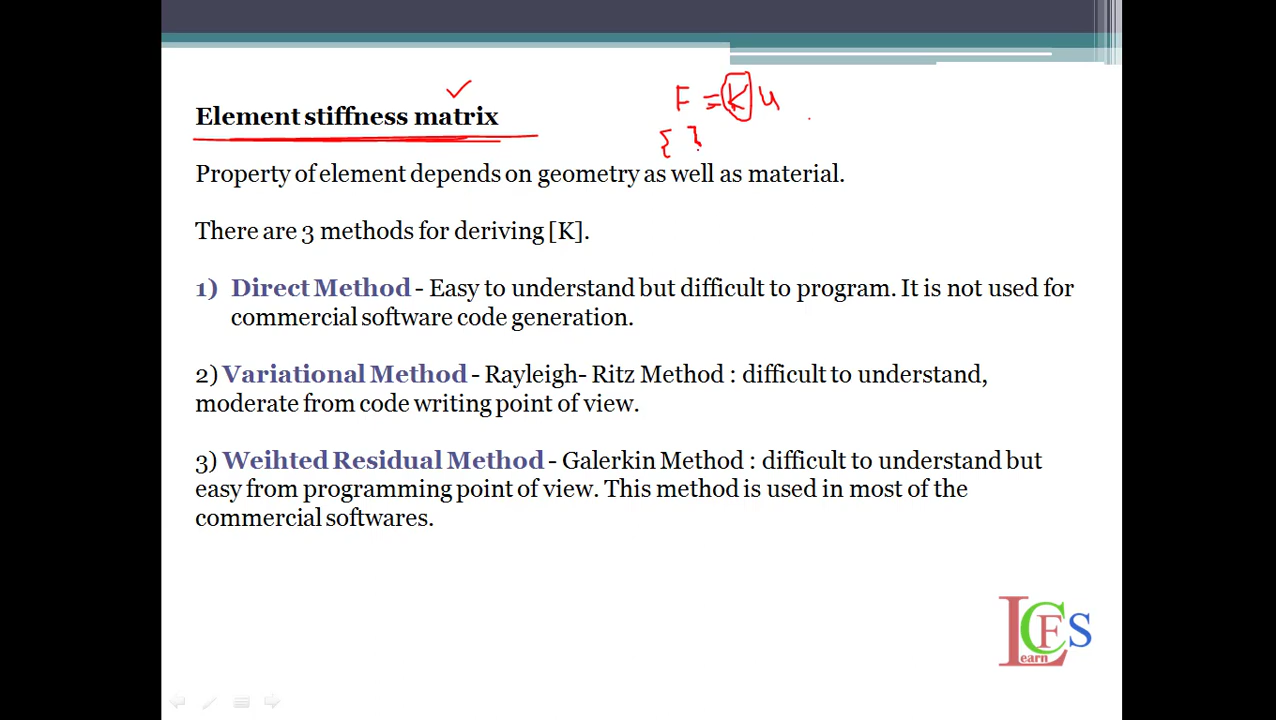 F = K u
Element stiffness matrix
{ }
Property of element depends on geometry as well as material.
There are 3 methods for deriving [K].
1) Direct Method - Easy to understand but difficult to program. It is not used for
commercial software code generation.
2) Variational Method - Rayleigh- Ritz Method : difficult to understand,
moderate from code writing point of view.
3) Weihted Residual Method - Galerkin Method : difficult to understand but
easy from programming point of view. This method is used in most of the
commercial softwares.
Learn CFS